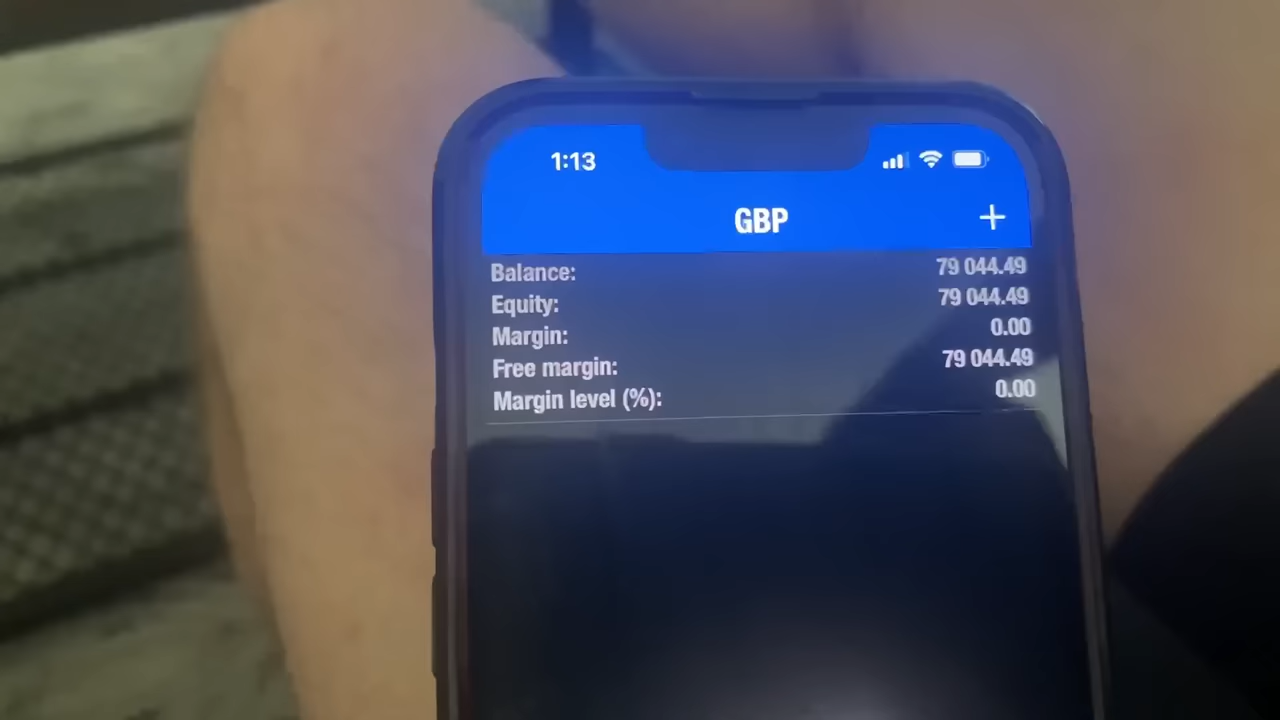 1:13
GBP +
Balance: 79 044.49
Equity: 79 044.49
Margin: 0.00
Free margin: 79 044.49
Margin level (%): 0.00